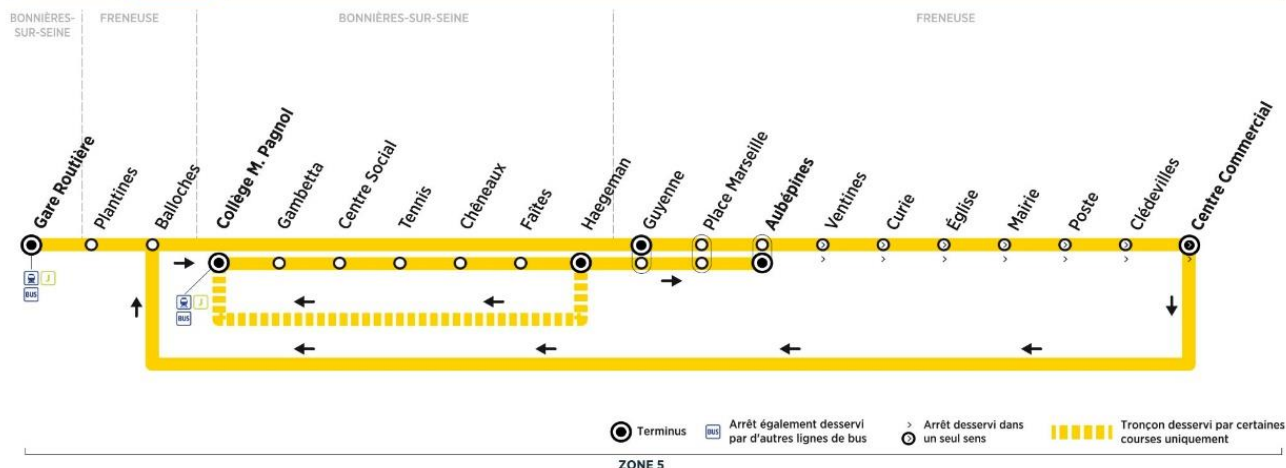 BONNIÈRES-
SUR-SEINE
FRENEUSE
BONNIÈRES-SUR-SEINE
FRENEUSE
Gare Routière
Plantines
Balloches
Collège M. Pagnol
Gambetta
Centre Social
Tennis
Chêneaux
Faîtes
Haegeman
Guyenne
Place Marseille
Aubépines
Ventines
Curie
Église
Mairie
Poste
Clédevilles
Centre Commercial
J
BUS
J
BUS
Terminus
BUS
Arrêt également desservi
par d'autres lignes de bus
Arrêt desservi dans
un seul sens
Tronçon desservi par certaines
courses uniquement
ZONE 5